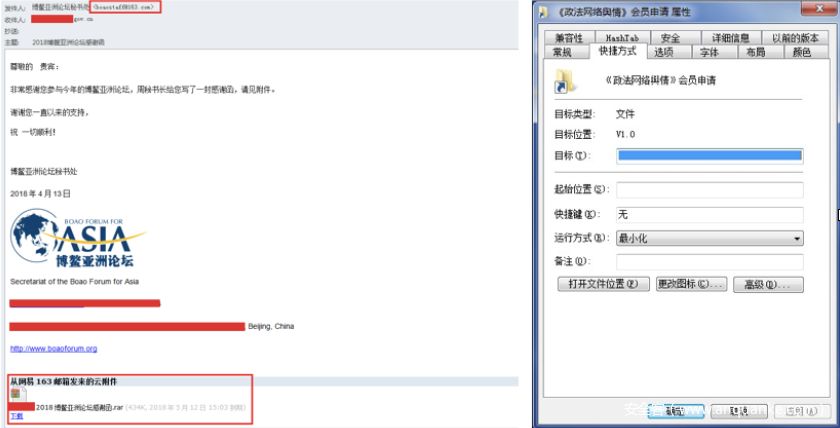 发件人: 博鳌亚洲论坛秘书处 <boaostaff@163.com>
收件人: gov.cn
抄送:
主题: 2018博鳌亚洲论坛感谢函
尊敬的 贵宾:
非常感谢您参与今年的博鳌亚洲论坛, 周秘书长给您写了一封感谢函, 请见附件。
谢谢您一直以来的支持,
祝 一切顺利!
博鳌亚洲论坛秘书处
2018 年 4 月 13 日
BOAO FORUM FOR
ASIA
博鳌亚洲论坛
Secretariat of the Boao Forum for Asia
Beijing, China
http://www.boaoforum.org
从网易 163 邮箱发来的云附件
2018 博鳌亚洲论坛感谢函.rar (434K, 2018 年 5 月 12 日 15:03 到期)
下载
《政法网络舆情》会员申请 属性
兼容性 HashTab 安全 详细信息 以前的版本
常规 快捷方式 选项 字体 布局 颜色
《政法网络舆情》会员申请
目标类型: 文件
目标位置: V1.0
目标(T):
起始位置(S):
快捷键(K): 无
运行方式(R): 最小化
备注(O):
打开文件位置(F) 更改图标(C)... 高级(D)...
确定 取消 应用(A)